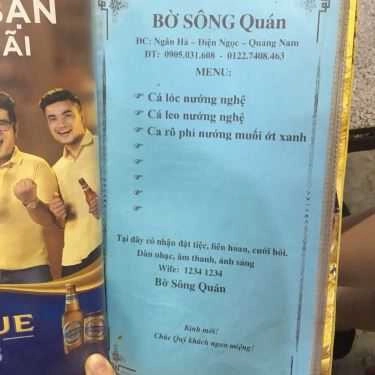 BẠN
ÃI
BỜ SÔNG Quán
ĐC: Ngân Hà – Điện Ngọc – Quảng Nam
ĐT: 0905.031.608 - 0122.7408.463
MENU:
Cá lóc nướng nghệ
Cá leo nướng nghệ
Ca rô phi nướng muối ớt xanh
Tại đây có nhận đặt tiệc, liên hoan, cưới hỏi.
Dàn nhạc, âm thanh, ánh sáng
Wife: 1234 1234
Bờ Sông Quán
UE
Kính mời!
Chúc Quý khách ngon miệng!